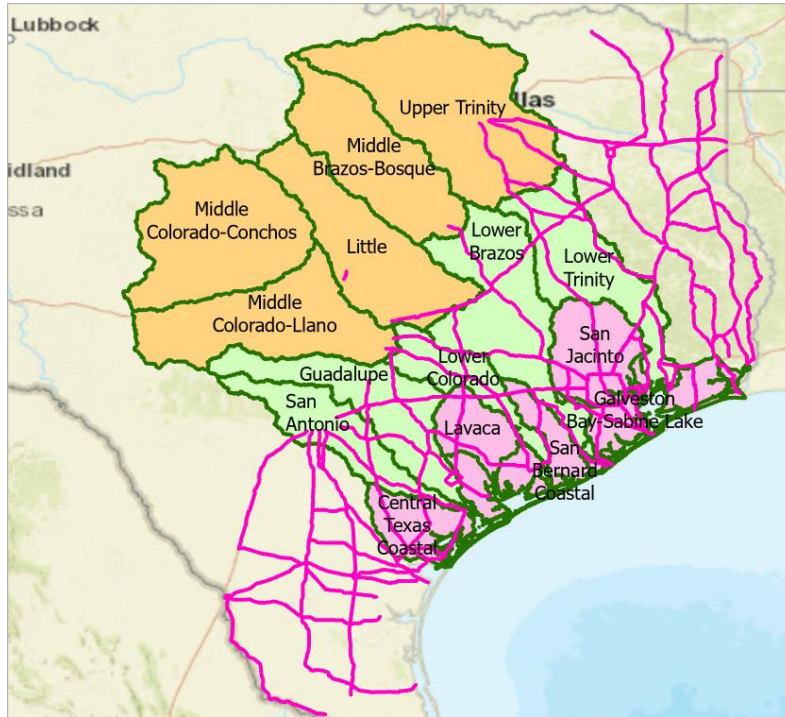 Lubbock
Upper Trinity
llas
Middle
Brazos-Bosque
idland
ssa
Middle
Colorado-Conchos
Little
Lower
Brazos
Lower
Trinity
Middle
Colorado-Llano
San
Jacinto
Guadalupe
Lower
Colorado
San
Antonio
Galveston
Bay-Sabine Lake
Lavaca
San
Bernard
Coastal
Central
Texas
Coastal